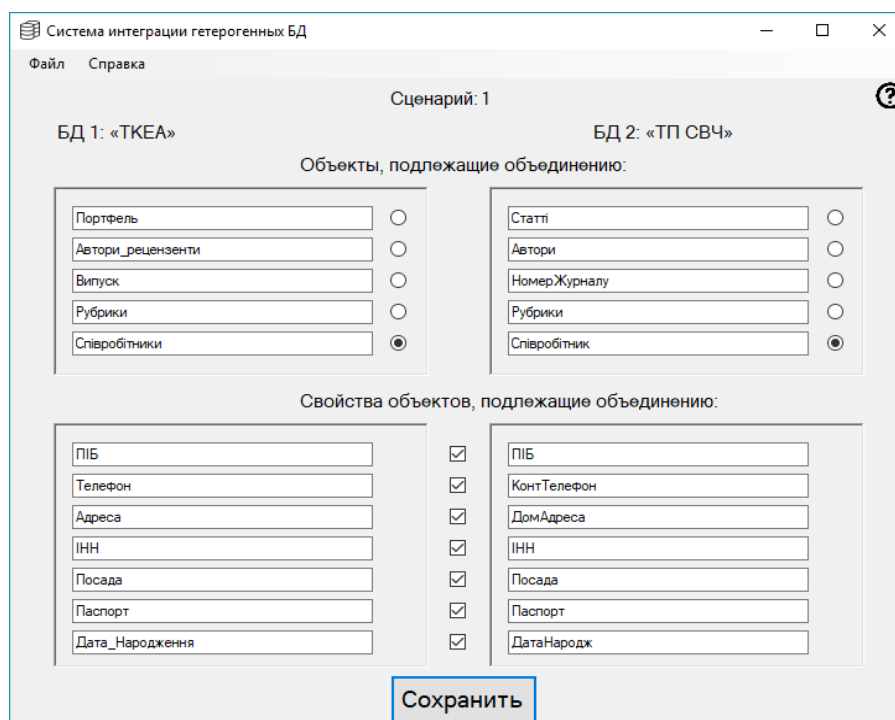 Система интеграции гетерогенных БД
Файл Справка
Сценарий: 1
БД 1: «ТКЕА» БД 2: «ТП СВЧ»
Объекты, подлежащие объединению:
Портфель Статті
Автори_рецензенти Автори
Випуск НомерЖурналу
Рубрики Рубрики
Співробітники Співробітник
Свойства объектов, подлежащие объединению:
ПІБ ПІБ
Телефон КонтТелефон
Адреса ДомАдреса
ІНН ІНН
Посада Посада
Паспорт Паспорт
Дата_Народження ДатаНародж
Сохранить